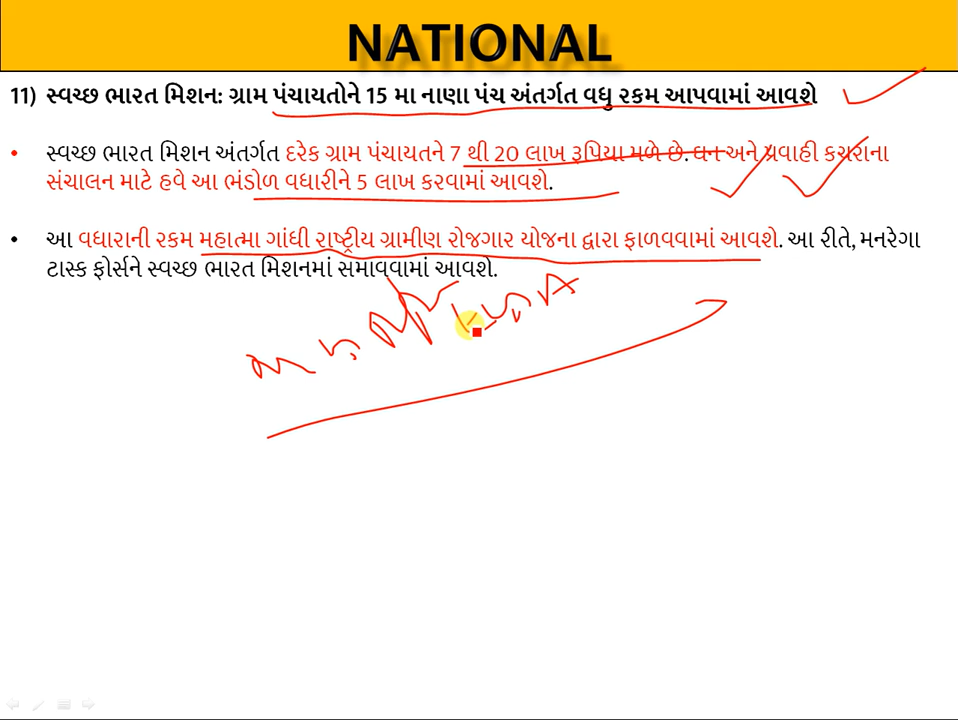 NATIONAL
11) સ્વચ્છ ભારત મિશન: ગ્રામ પંચાયતોને 15 મા નાણા પંચ અંતર્ગત વધુ રકમ આપવામાં આવશે
• સ્વચ્છ ભારત મિશન અંતર્ગત દરેક ગ્રામ પંચાયતને 7 થી 20 લાખ રૂપિયા મળે છે. ઘન અને પ્રવાહી કચરાના
સંચાલન માટે હવે આ ભંડોળ વધારીને 5 લાખ કરવામાં આવશે.
• આ વધારાની રકમ મહાત્મા ગાંધી રાષ્ટ્રીય ગ્રામીણ રોજગાર યોજના દ્વારા ફાળવવામાં આવશે. આ રીતે, મનરેગા
ટાસ્ક ફોર્સને સ્વચ્છ ભારત મિશનમાં સમાવવામાં આવશે.